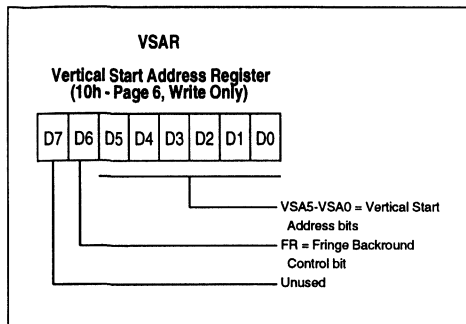 VSAR
Vertical Start Address Register
(10h - Page 6, Write Only)
D7 D6 D5 D4 D3 D2 D1 D0
VSA5-VSA0 = Vertical Start
Address bits
FR = Fringe Backround
Control bit
Unused